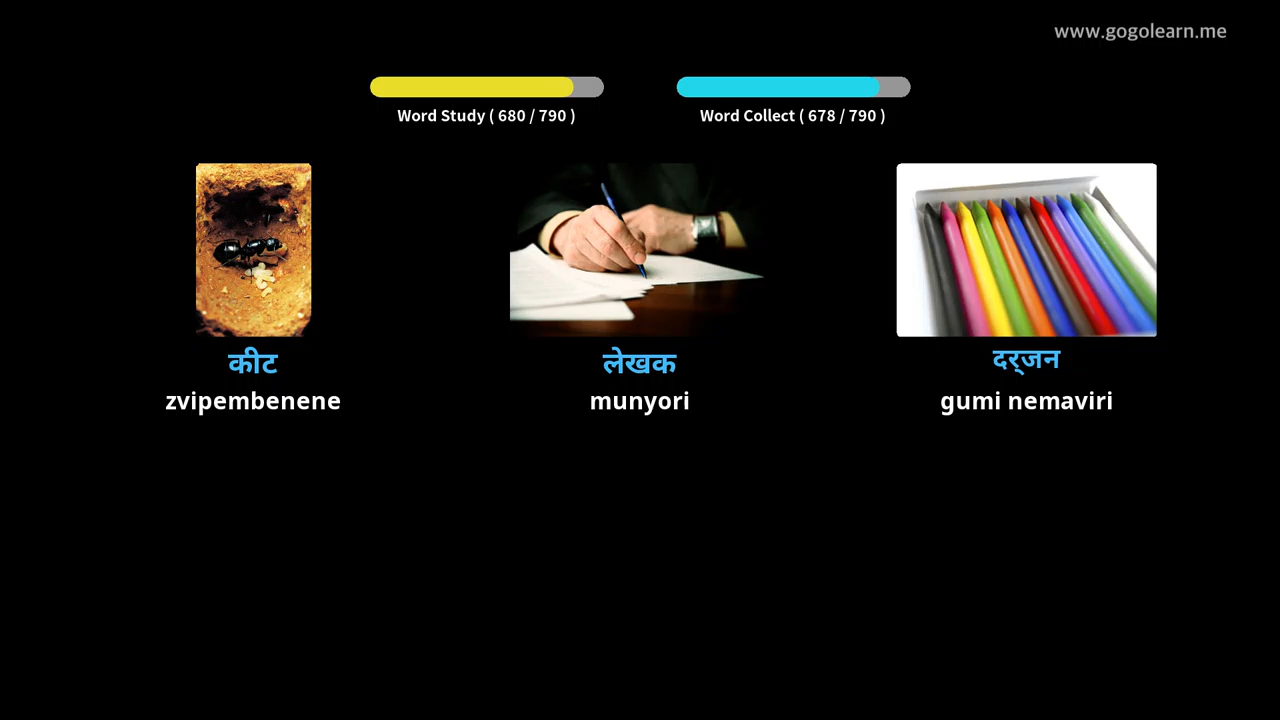 www.gogolearn.me
Word Study ( 680 / 790 )
Word Collect ( 678 / 790 )
कीट
लेखक
दर्‌जन
zvipembenene
munyori
gumi nemaviri